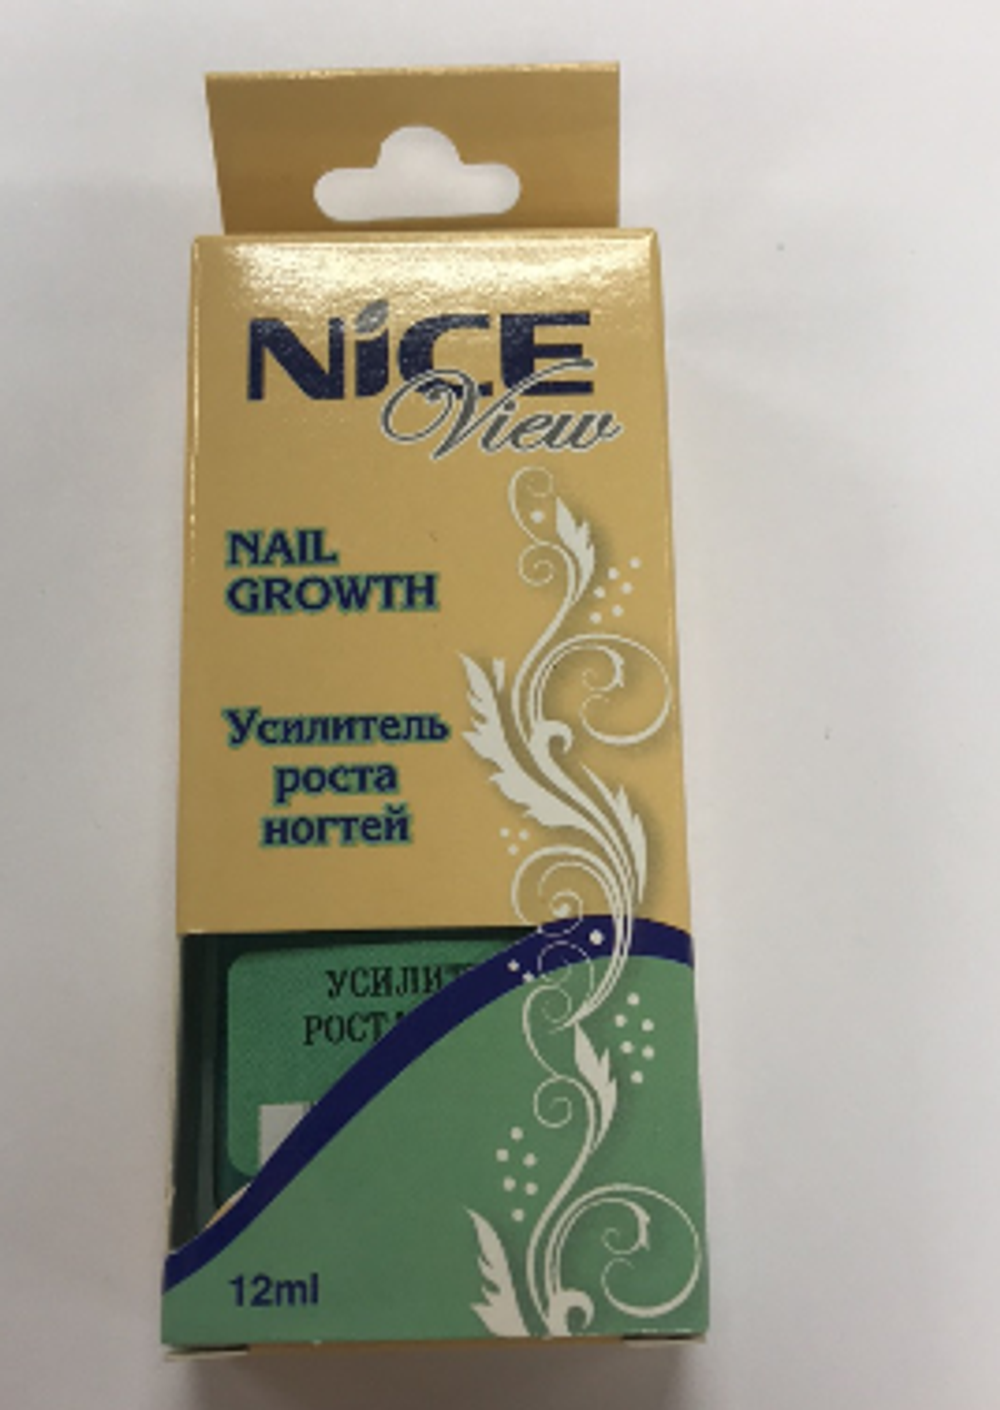 NiCE
View
NAIL
GROWTH
Усилитель
роста
ногтей
12ml